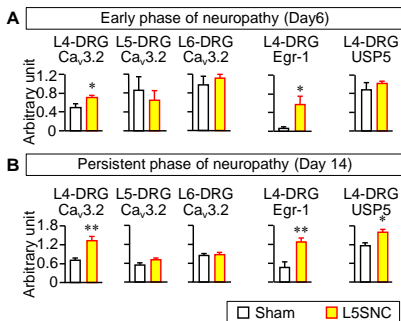 A Early phase of neuropathy (Day6)
L4-DRG L5-DRG L6-DRG L4-DRG L4-DRG
Cav3.2 Cav3.2 Cav3.2 Egr-1 USP5
Arbitrary unit
1.2
0.8
0.4
0
*
*
B Persistent phase of neuropathy (Day 14)
L4-DRG L5-DRG L6-DRG L4-DRG L4-DRG
Cav3.2 Cav3.2 Cav3.2 Egr-1 USP5
Arbitrary unit
1.8
1.2
0.6
0
**
**
*
Sham L5SNC